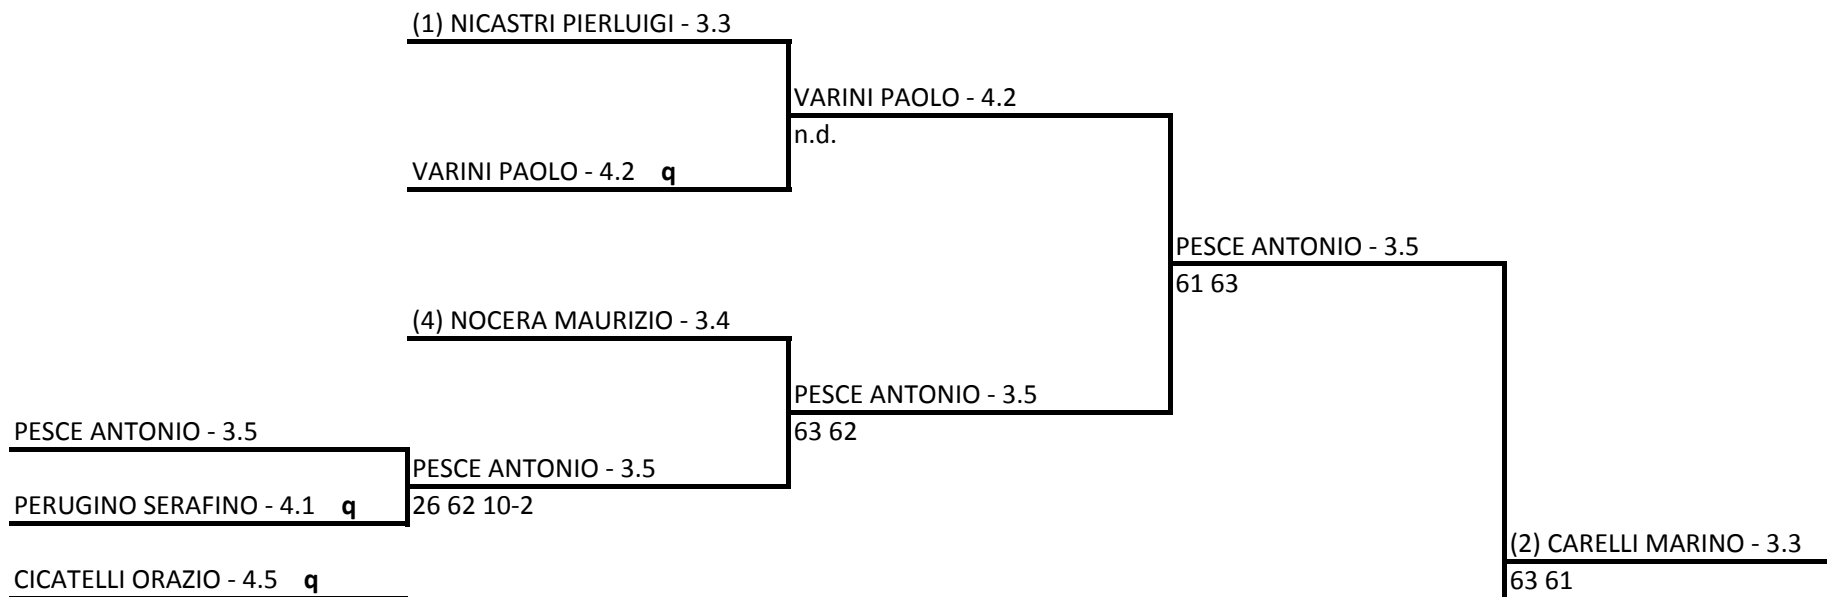 (1) NICASTRI PIERLUIGI - 3.3
VARINI PAOLO - 4.2
n.d.
VARINI PAOLO - 4.2 q
PESCE ANTONIO - 3.5
61 63
(4) NOCERA MAURIZIO - 3.4
PESCE ANTONIO - 3.5
63 62
PESCE ANTONIO - 3.5
PESCE ANTONIO - 3.5
26 62 10-2
PERUGINO SERAFINO - 4.1 q
(2) CARELLI MARINO - 3.3
63 61
CICATELLI ORAZIO - 4.5 q